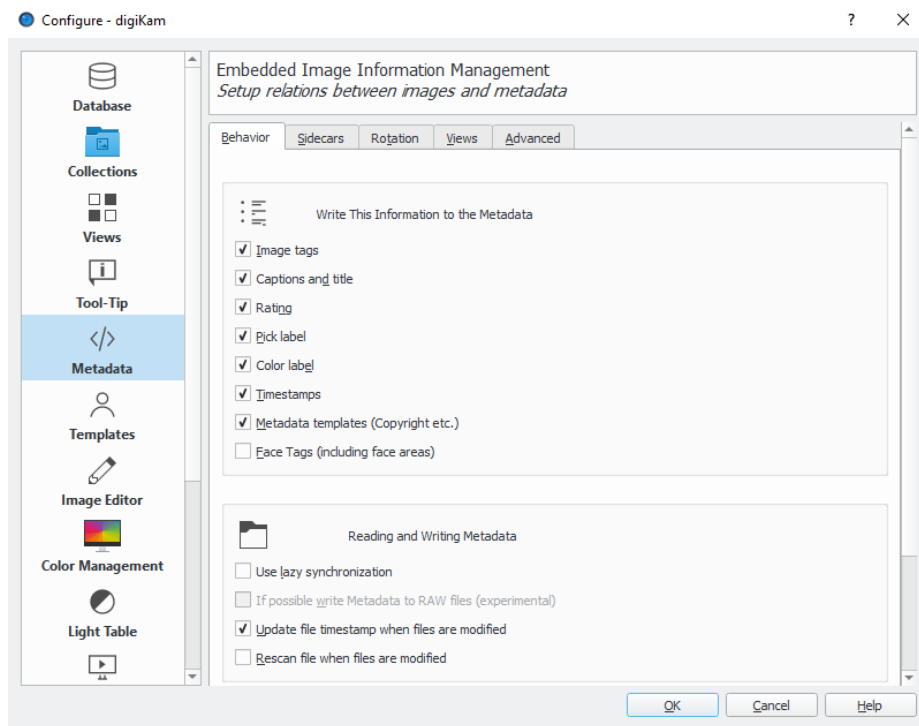 Configure - digiKam
?
Database
Collections
Views
Tool-Tip
Metadata
Templates
Image Editor
Color Management
Light Table
Embedded Image Information Management
Setup relations between images and metadata
Behavior Sidecars Rotation Views Advanced
Write This Information to the Metadata
Image tags
Captions and title
Rating
Pick label
Color label
Timestamps
Metadata templates (Copyright etc.)
Face Tags (including face areas)
Reading and Writing Metadata
Use lazy synchronization
If possible write Metadata to RAW files (experimental)
Update file timestamp when files are modified
Rescan file when files are modified
OK Cancel Help